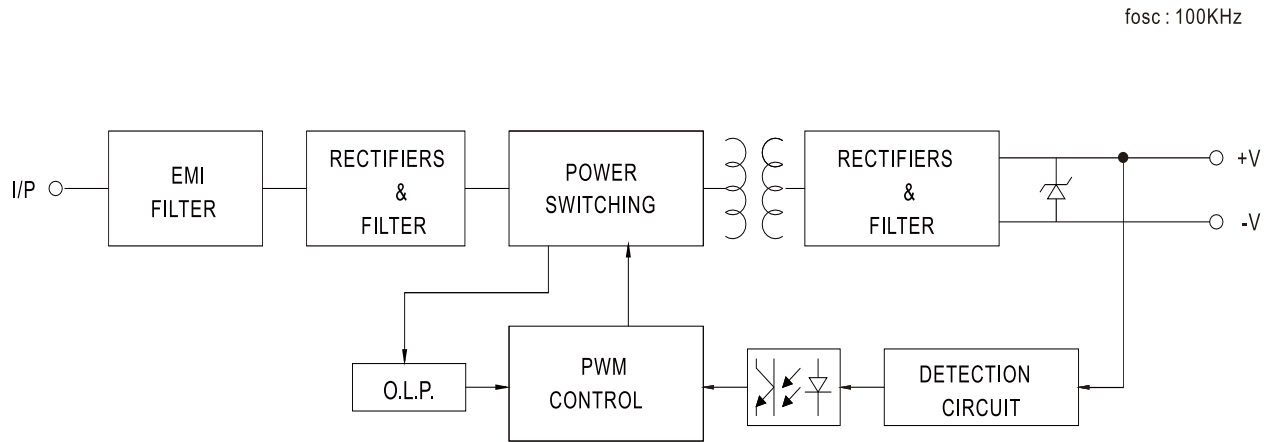 fosc : 100KHz
I/P
EMI
FILTER
RECTIFIERS
&
FILTER
POWER
SWITCHING
RECTIFIERS
&
FILTER
+V
-V
O.L.P.
PWM
CONTROL
DETECTION
CIRCUIT